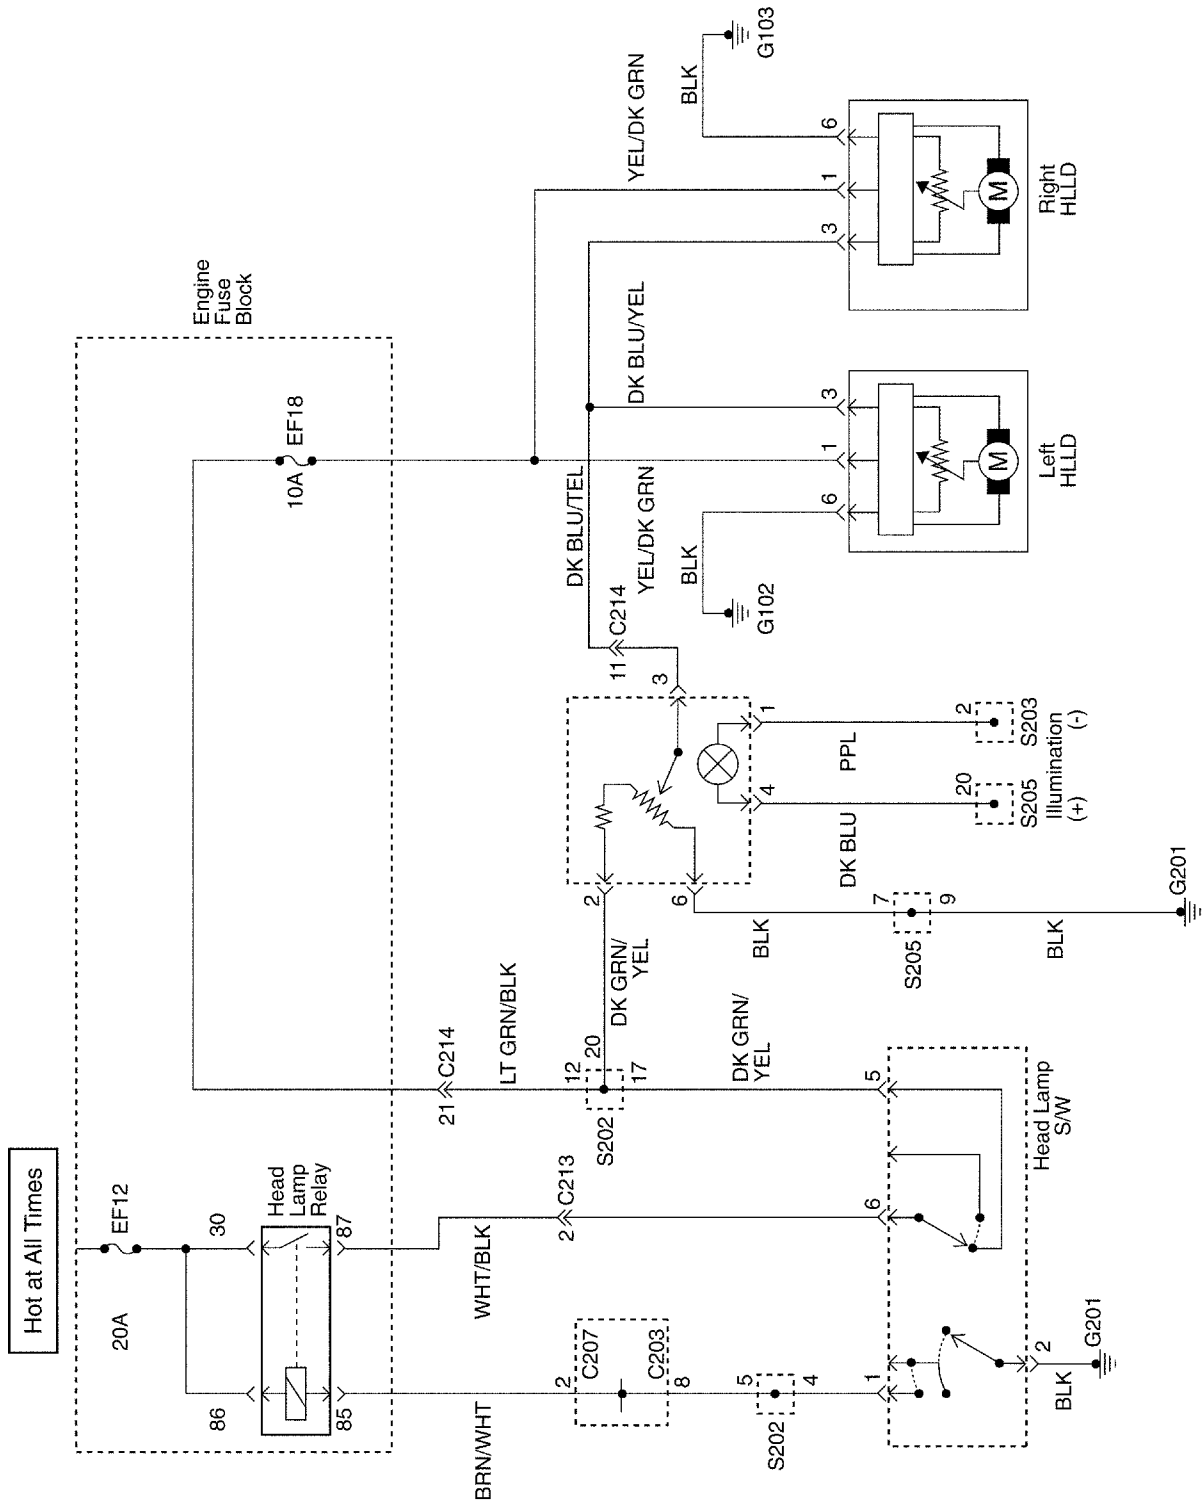 Hot at All Times
20A
EF12
86
30
Head
Lamp
Relay
85
87
Engine
Fuse
Block
10A
EF18
BRN/WHT
WHT/BLK
2
C213
21
C214
LT GRN/BLK
2
C207
C203
8
5
S202
4
12
20
S202
17
DK GRN/
YEL
DK GRN/
YEL
1
6
5
Head Lamp
S/W
2
BLK
G201
2
6
3
4
1
BLK
7
S205
9
BLK
G201
DK BLU
PPL
20
S205
2
S203
Illumination
(+)
(-)
11
C214
DK BLU/TEL
YEL/DK GRN
DK BLU/YEL
YEL/DK GRN
BLK
G102
BLK
G103
6
1
3
M
Left
HLLD
3
1
6
M
Right
HLLD